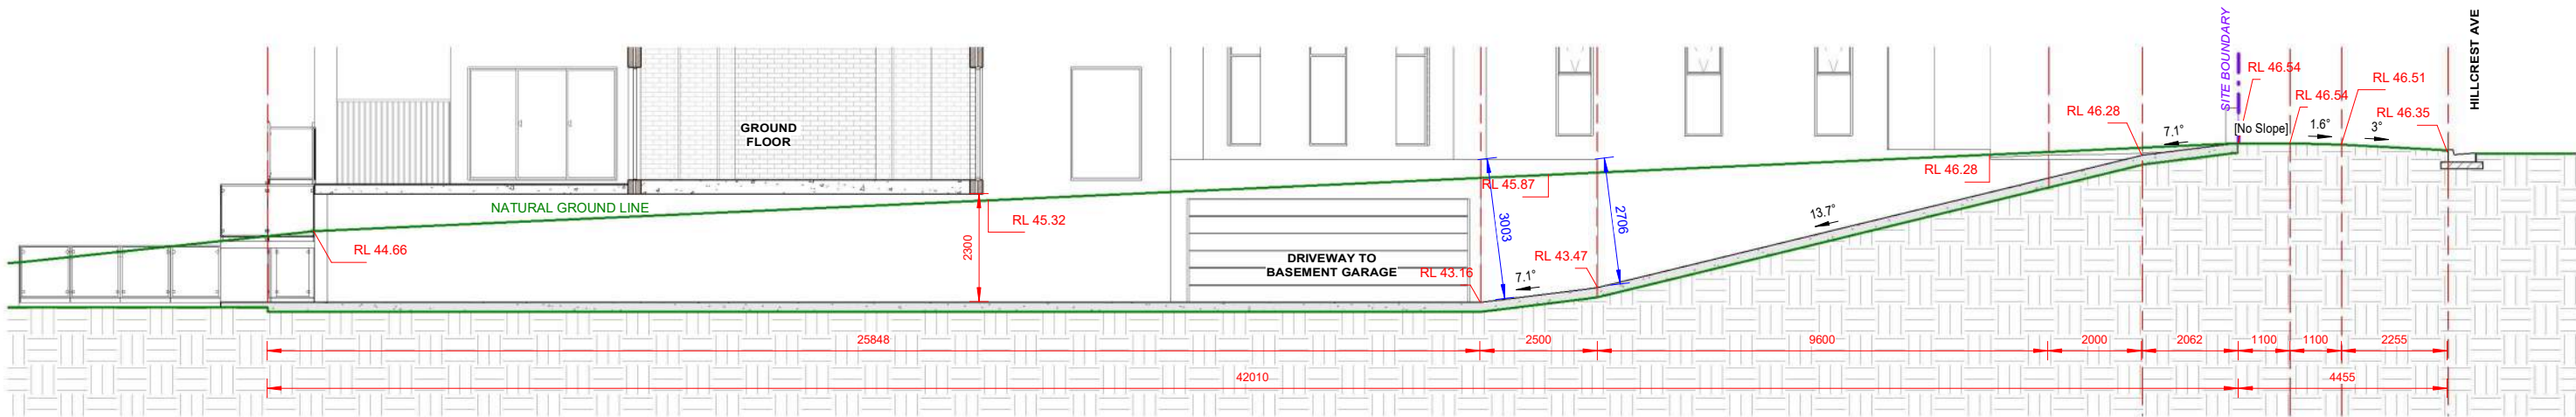 HILLCREST AVE
SITE BOUNDARY
RL 46.54
RL 46.51
RL 46.54
RL 46.28
RL 46.35
7.1°
[No Slope]
1.6°
3°
GROUND
FLOOR
RL 46.28
RL 45.87
NATURAL GROUND LINE
RL 45.32
RL 44.66
2300
3003
2706
13.7°
DRIVEWAY TO
BASEMENT GARAGE
RL 43.16
RL 43.47
7.1°
25848
2500
9600
2000
2062
1100
1100
2255
42010
4455